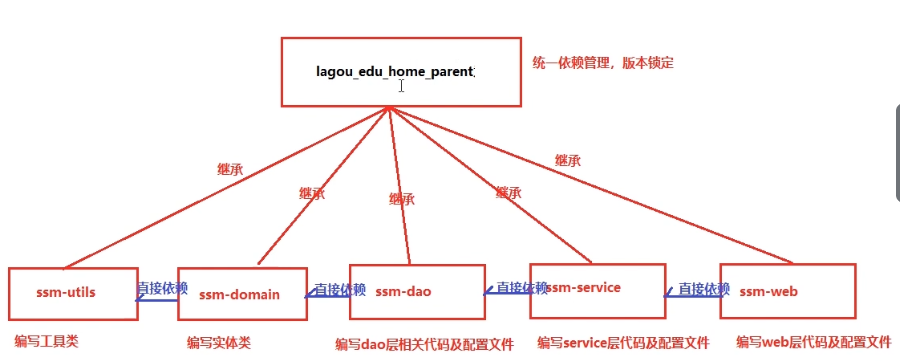 lagou_edu_home_parent
统一依赖管理，版本锁定
继承
继承
继承
继承
继承
ssm-utils
直接依赖
ssm-domain
直接依赖
ssm-dao
直接依赖
ssm-service
直接依赖
ssm-web
编写工具类
编写实体类
编写dao层相关代码及配置文件
编写service层代码及配置文件
编写web层代码及配置文件